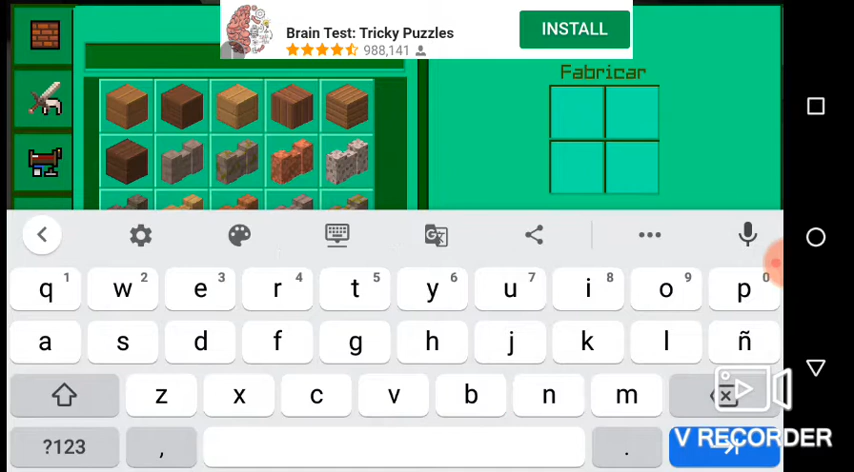 Brain Test: Tricky Puzzles
INSTALL
988,141
Fabricar
q 1 w 2 e 3 r 4 t 5 y 6 u 7 i 8 o 9 p 0
a s d f g h j k l ñ
z x c v b n m
?123 , .
V RECORDER